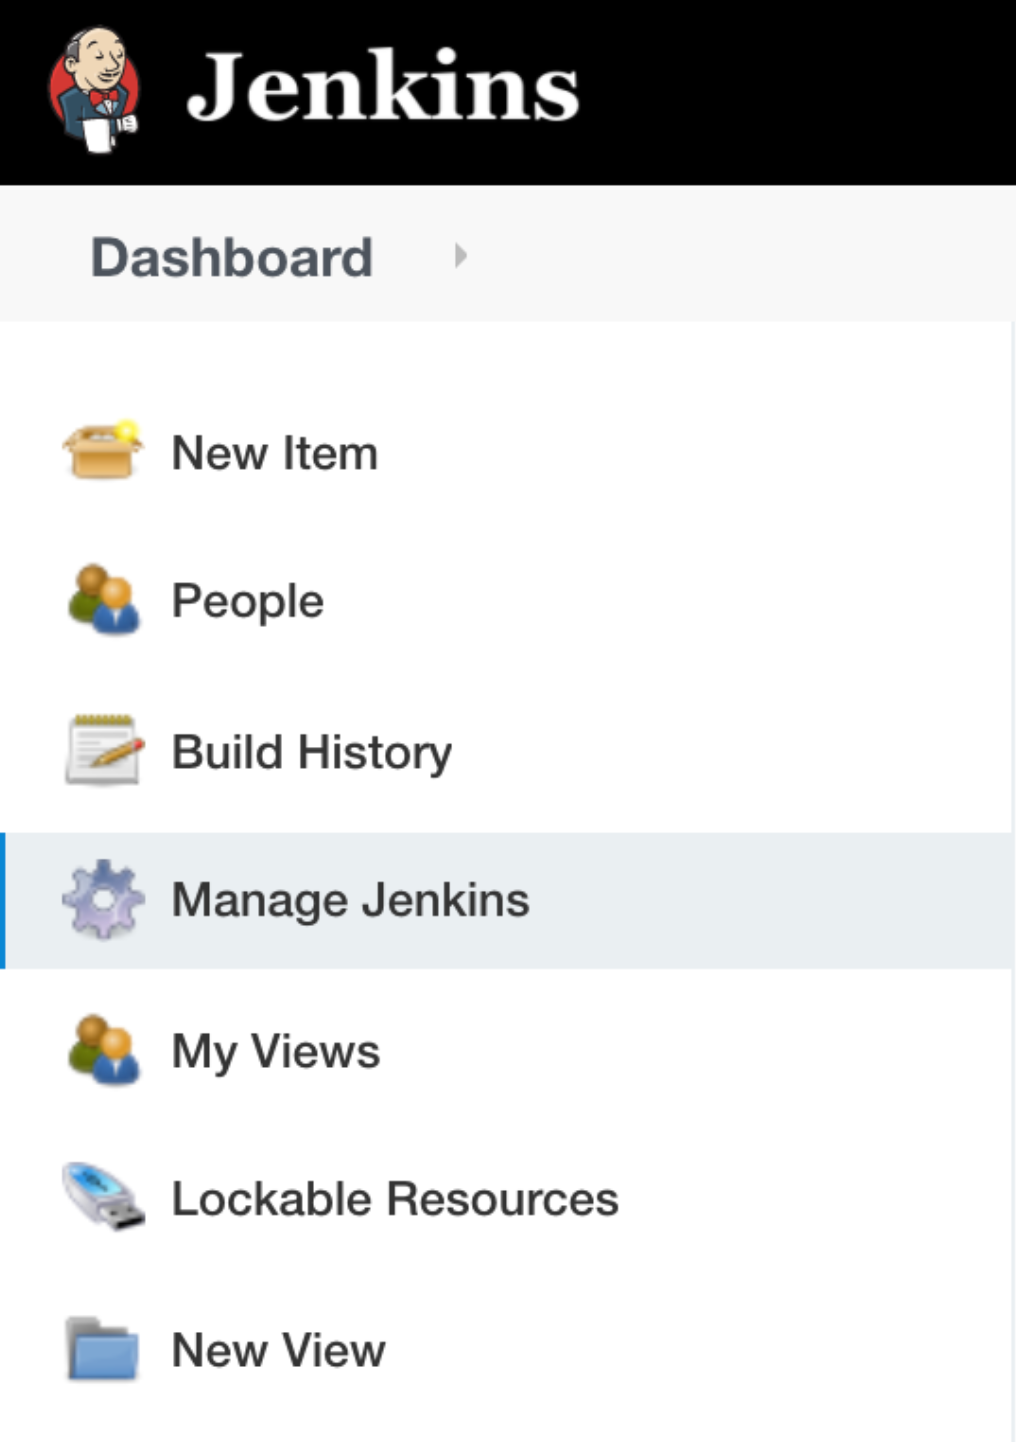 Jenkins
Dashboard
New Item
People
Build History
Manage Jenkins
My Views
Lockable Resources
New View